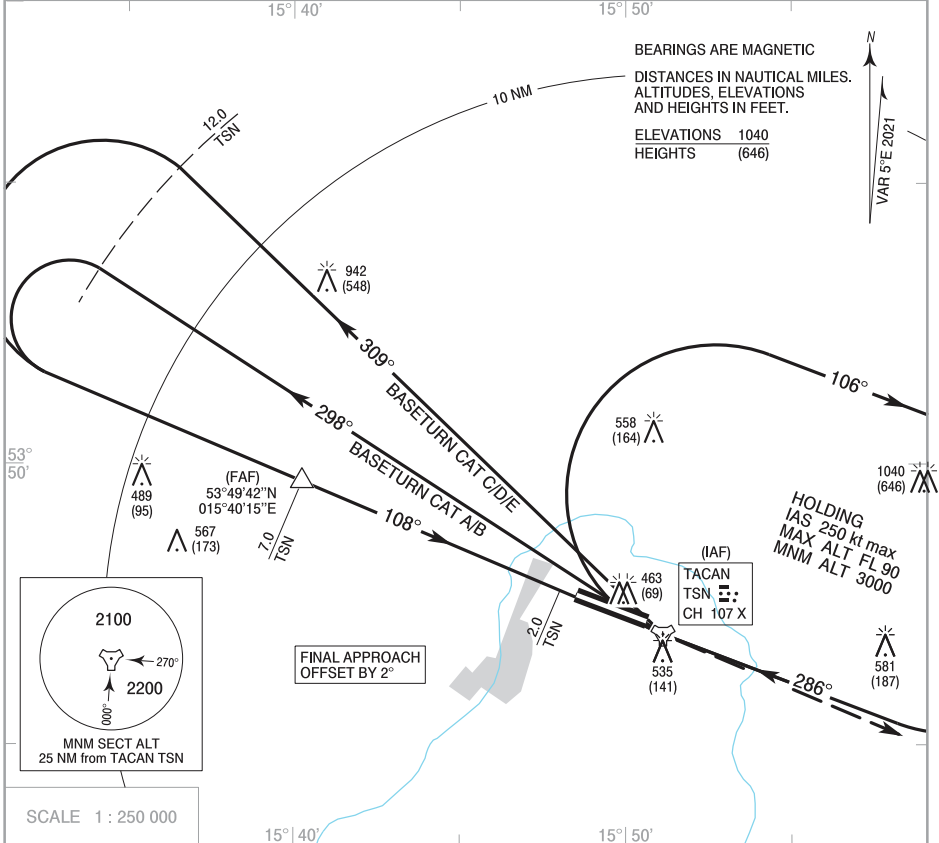 15°40'
15°50'
BEARINGS ARE MAGNETIC
DISTANCES IN NAUTICAL MILES.
ALTITUDES, ELEVATIONS
AND HEIGHTS IN FEET.
ELEVATIONS 1040
HEIGHTS (646)
N
VAR 5°E 2021
10 NM
12.0
TSN
942
(548)
309°
BASETURN CAT C/D/E
298°
BASETURN CAT A/B
106°
558
(164)
53°
50'
489
(95)
(FAF)
53°49'42"N
015°40'15"E
567
(173)
7.0
TSN
108°
1040
(646)
HOLDING
IAS 250 kt max
MAX ALT FL 90
MNM ALT 3000
(IAF)
TACAN
TSN
CH 107 X
463
(69)
2.0
TSN
535
(141)
581
(187)
286°
FINAL APPROACH
OFFSET BY 2°
2100
270°
2200
000°
MNM SECT ALT
25 NM from TACAN TSN
SCALE 1 : 250 000
15°40'
15°50'